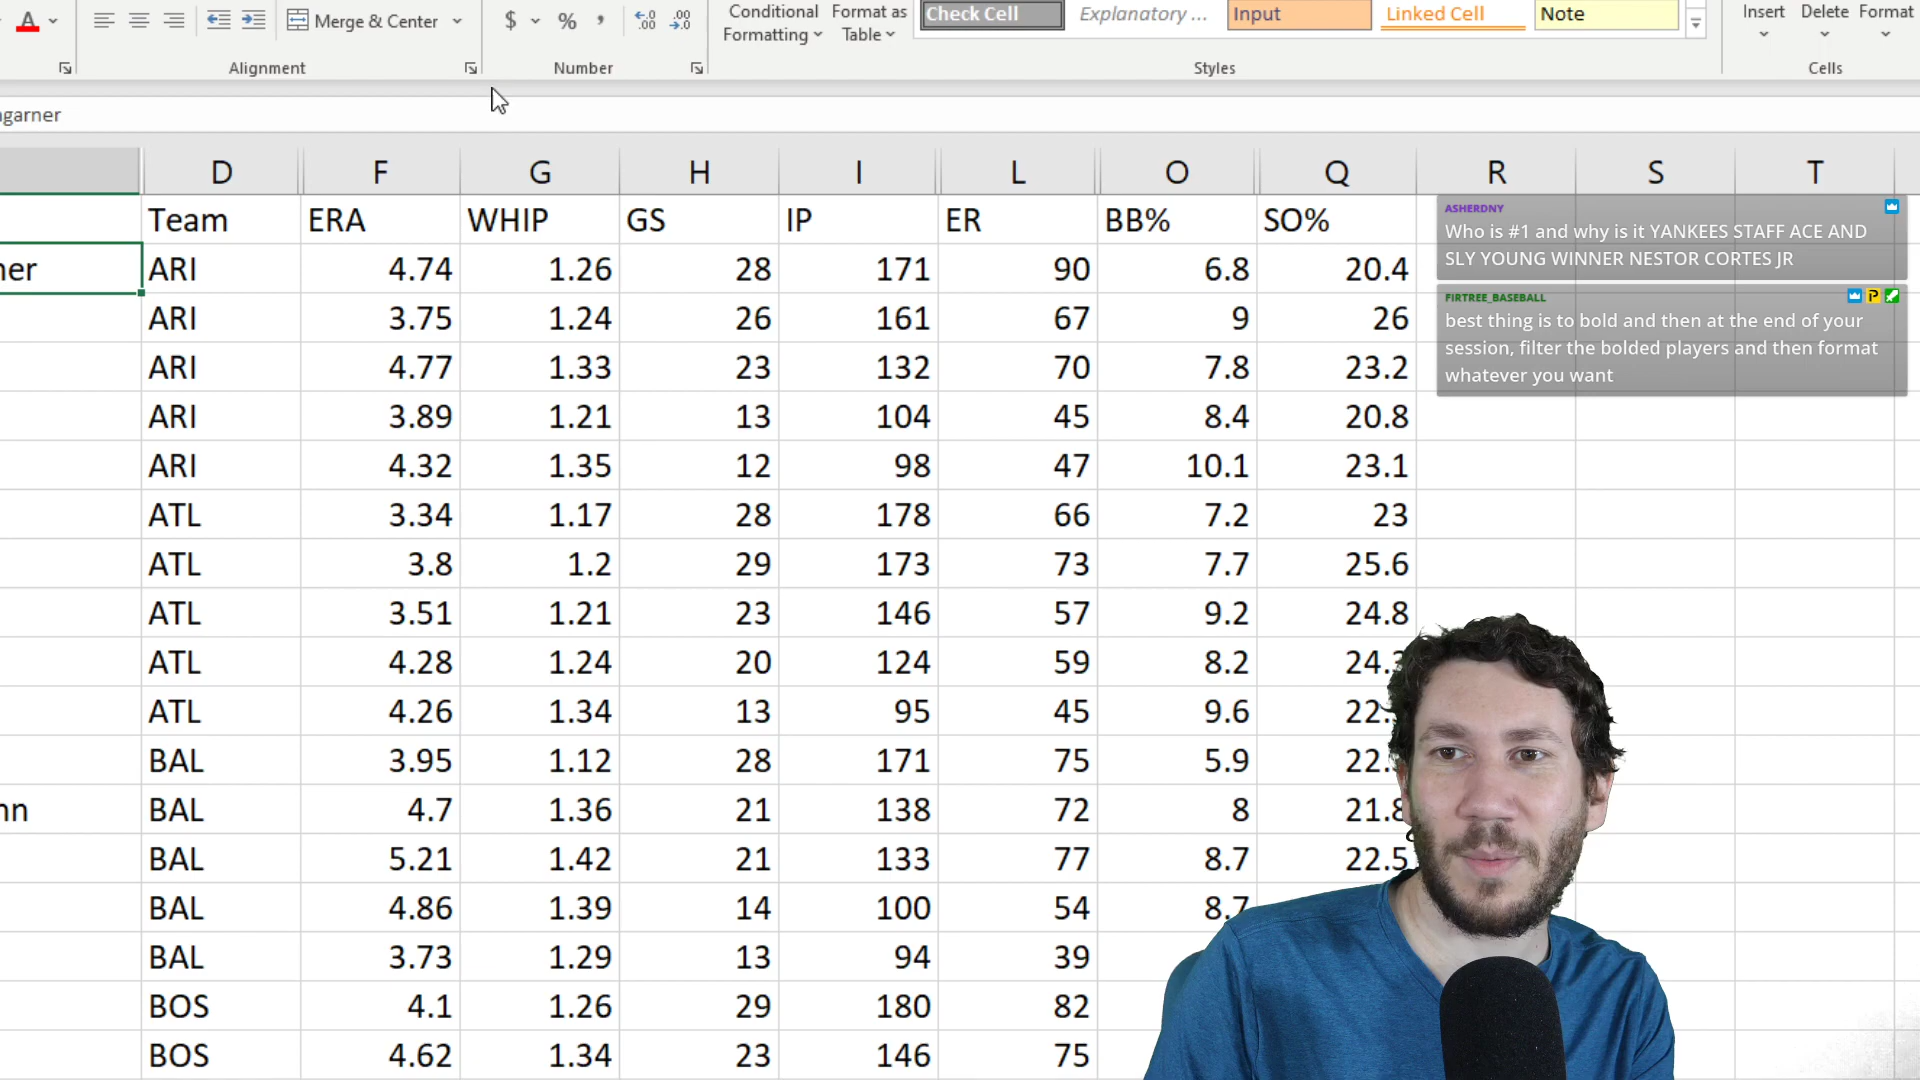 Merge & Center
$ % ,
Conditional Formatting
Format as Table
Check Cell Explanatory ... Input Linked Cell Note
Insert Delete Format
Alignment Number Styles Cells
garner
D F G H I L O Q R S T
Team ERA WHIP GS IP ER BB% SO%
ner ARI 4.74 1.26 28 171 90 6.8 20.4
ARI 3.75 1.24 26 161 67 9 26
ARI 4.77 1.33 23 132 70 7.8 23.2
ARI 3.89 1.21 13 104 45 8.4 20.8
ARI 4.32 1.35 12 98 47 10.1 23.1
ATL 3.34 1.17 28 178 66 7.2 23
ATL 3.8 1.2 29 173 73 7.7 25.6
ATL 3.51 1.21 23 146 57 9.2 24.8
ATL 4.28 1.24 20 124 59 8.2 24.
ATL 4.26 1.34 13 95 45 9.6 22.
BAL 3.95 1.12 28 171 75 5.9 22.
nn BAL 4.7 1.36 21 138 72 8 21.8
BAL 5.21 1.42 21 133 77 8.7 22.5
BAL 4.86 1.39 14 100 54 8.7
BAL 3.73 1.29 13 94 39
BOS 4.1 1.26 29 180 82
BOS 4.62 1.34 23 146 75
ASHERDNY
Who is #1 and why is it YANKEES STAFF ACE AND
SLY YOUNG WINNER NESTOR CORTES JR
FIRTREE_BASEBALL
best thing is to bold and then at the end of your
session, filter the bolded players and then format
whatever you want